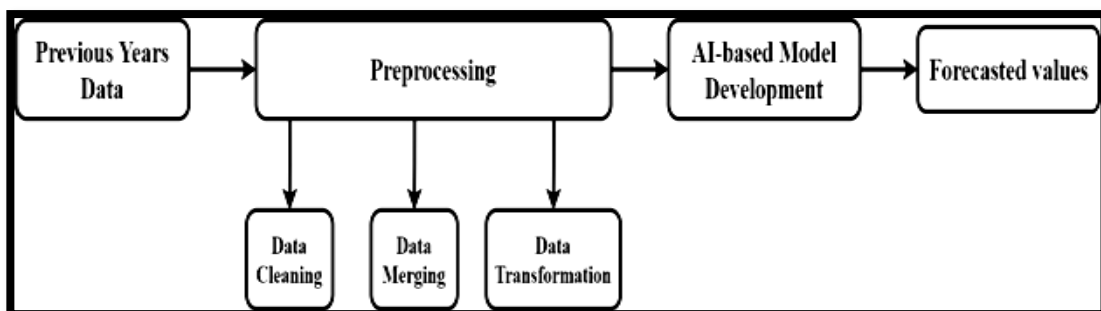 Previous Years
Data
Preprocessing
AI-based Model
Development
Forecasted values
Data
Cleaning
Data
Merging
Data
Transformation